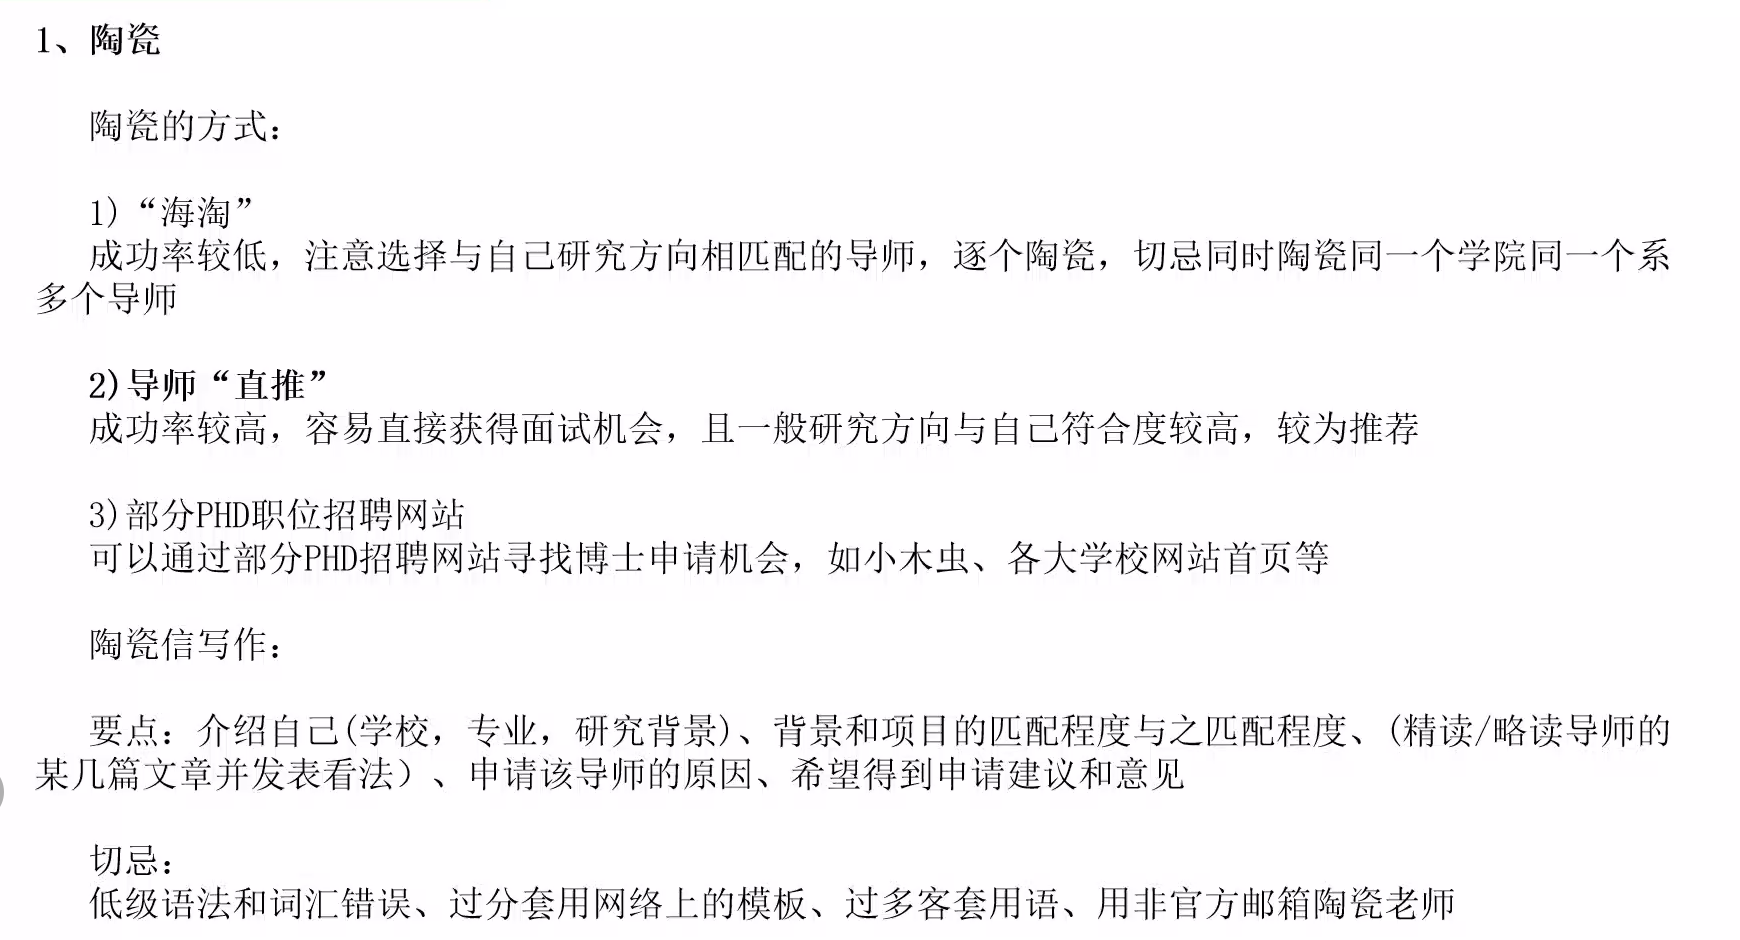 1、陶瓷
陶瓷的方式：
1)“海淘”
成功率较低，注意选择与自己研究方向相匹配的导师，逐个陶瓷，切忌同时陶瓷同一个学院同一个系
多个导师
2)导师“直推”
成功率较高，容易直接获得面试机会，且一般研究方向与自己符合度较高，较为推荐
3)部分PHD职位招聘网站
可以通过部分PHD招聘网站寻找博士申请机会，如小木虫、各大学校网站首页等
陶瓷信写作：
要点：介绍自己(学校，专业，研究背景)、背景和项目的匹配程度与之匹配程度、(精读/略读导师的
某几篇文章并发表看法）、申请该导师的原因、希望得到申请建议和意见
切忌：
低级语法和词汇错误、过分套用网络上的模板、过多客套用语、用非官方邮箱陶瓷老师